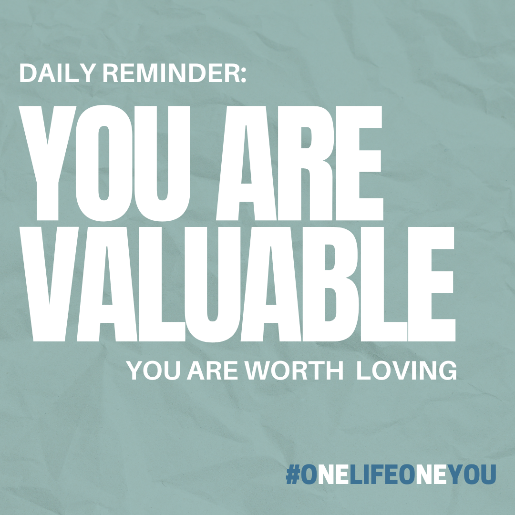 DAILY REMINDER:
YOU ARE
VALUABLE
YOU ARE WORTH LOVING
#ONELIFEONEYOU